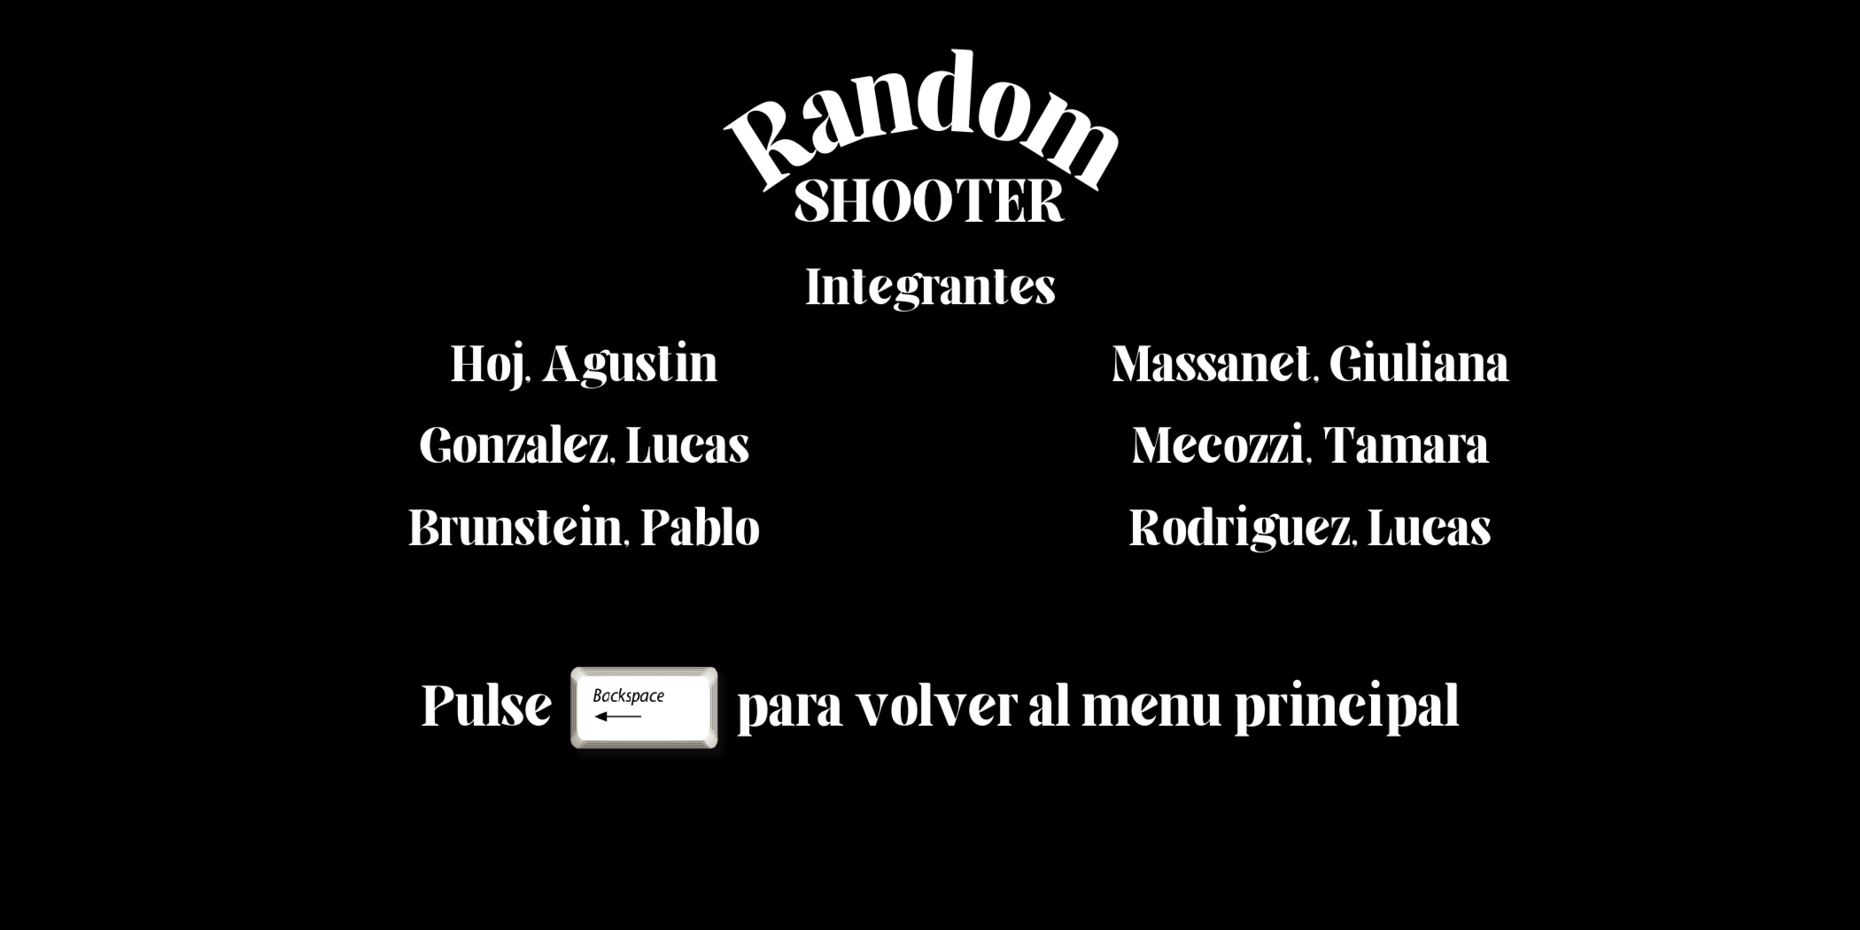 Random
SHOOTER
Integrantes
Hoj, Agustin
Massanet, Giuliana
Gonzalez, Lucas
Mecozzi, Tamara
Brunstein, Pablo
Rodriguez, Lucas
Pulse Backspace para volver al menu principal